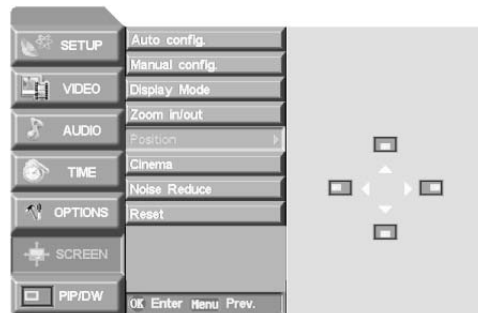 SETUP
VIDEO
AUDIO
TIME
OPTIONS
SCREEN
PIP/DW
Auto config.
Manual config.
Display Mode
Zoom in/out
Position
Cinema
Noise Reduce
Reset
OK Enter Menu Prev.